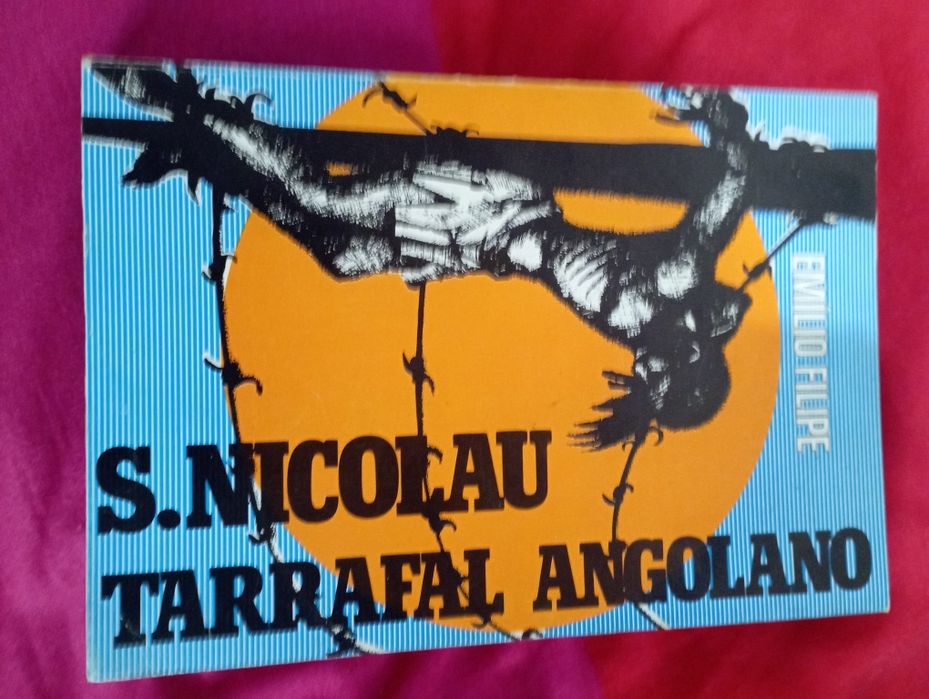 EMÍLIO FILIPE
S. NICOLAU
TARRAFAL ANGOLANO